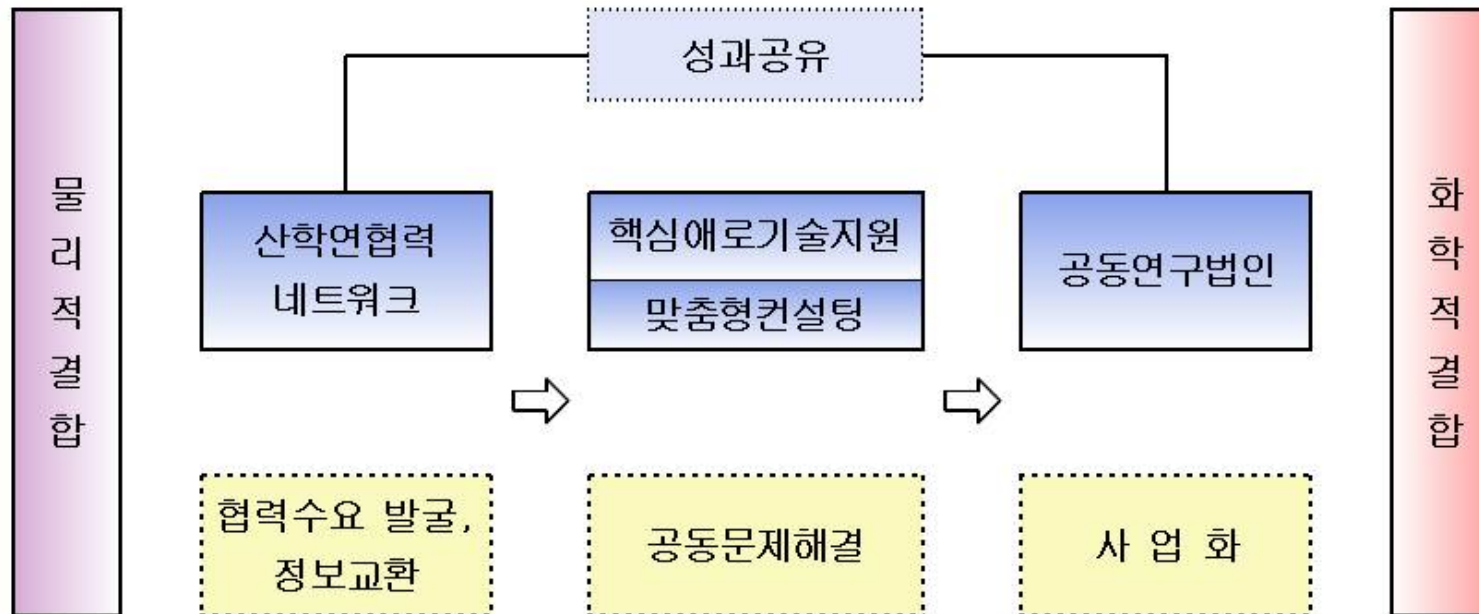 성과공유
물리적결합
산학연협력
네트워크
핵심애로기술지원
맞춤형컨설팅
공동연구법인
화학적결합
협력수요 발굴,
정보교환
공동문제해결
사 업 화